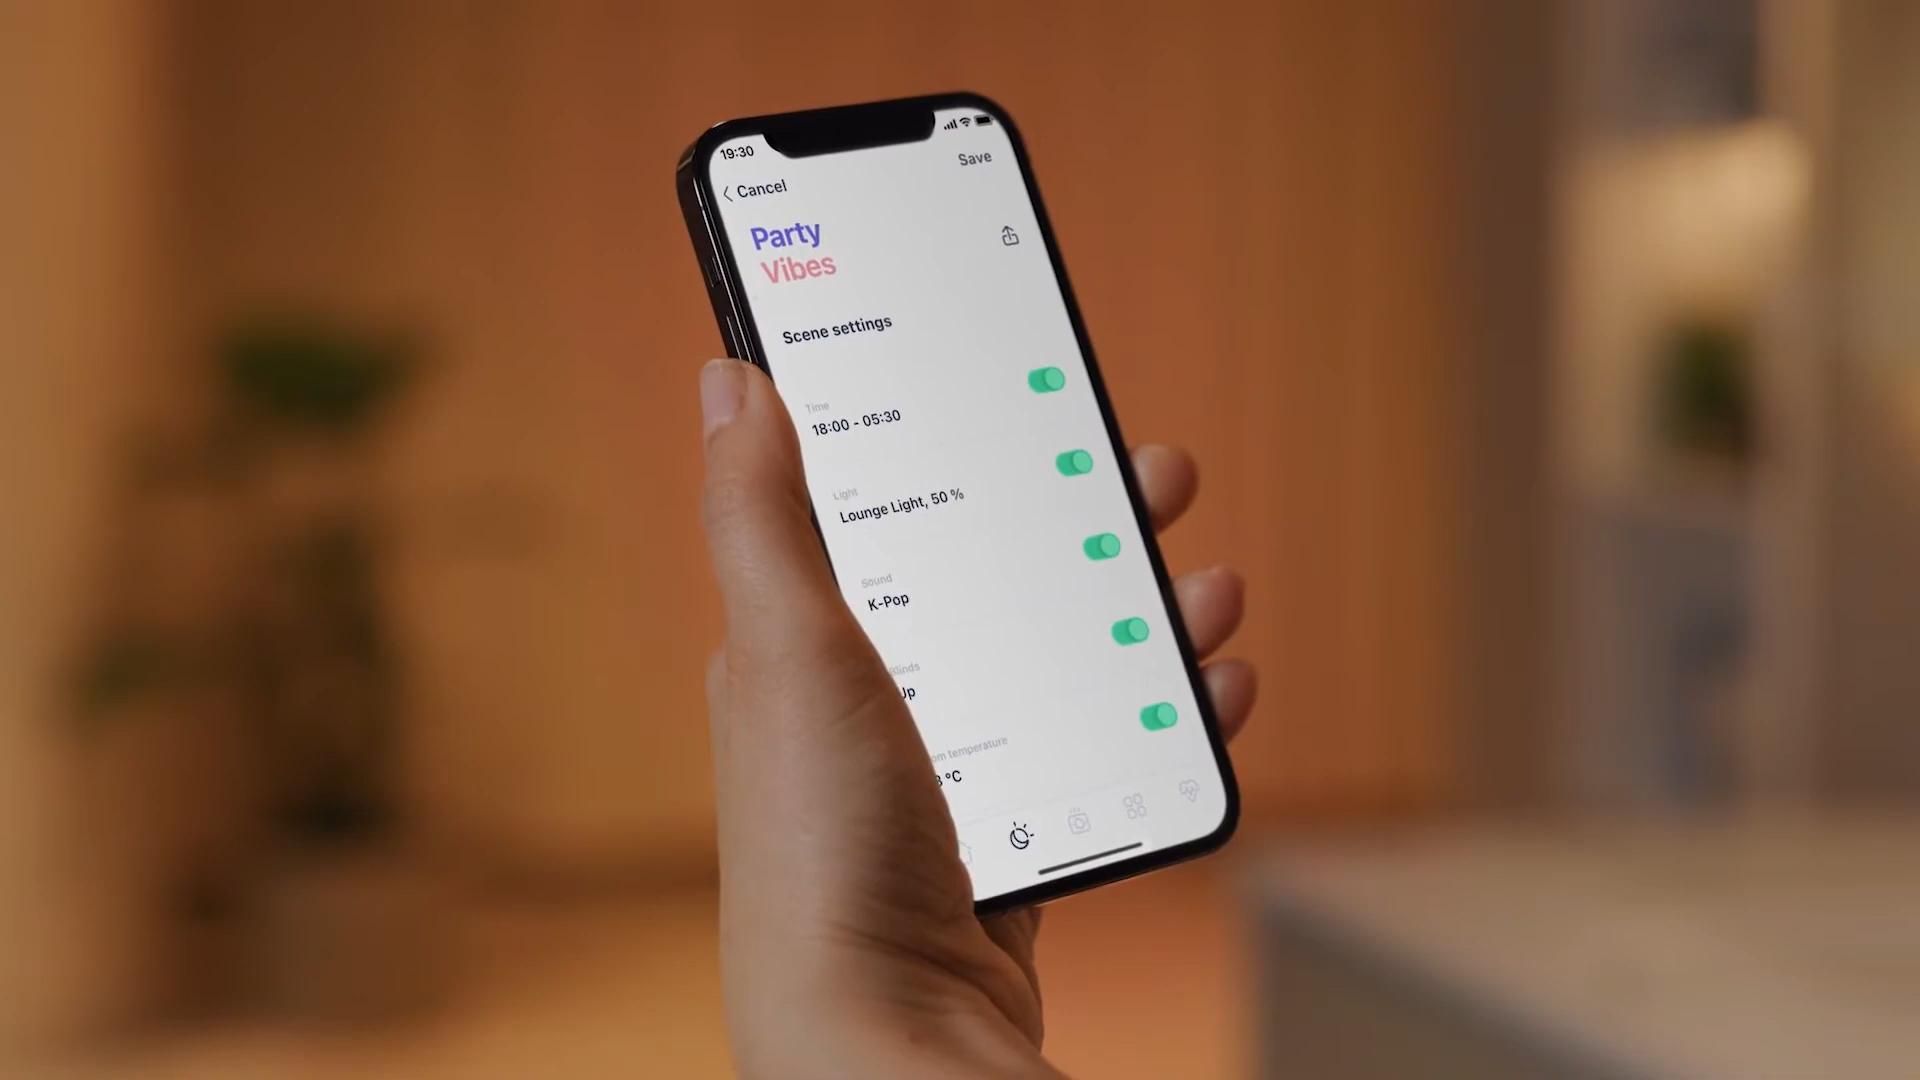 19:30
Save
Cancel
Party
Vibes
Scene settings
Time
18:00 - 05:30
Light
Lounge Light, 50 %
Sound
K-Pop
temperature
°C